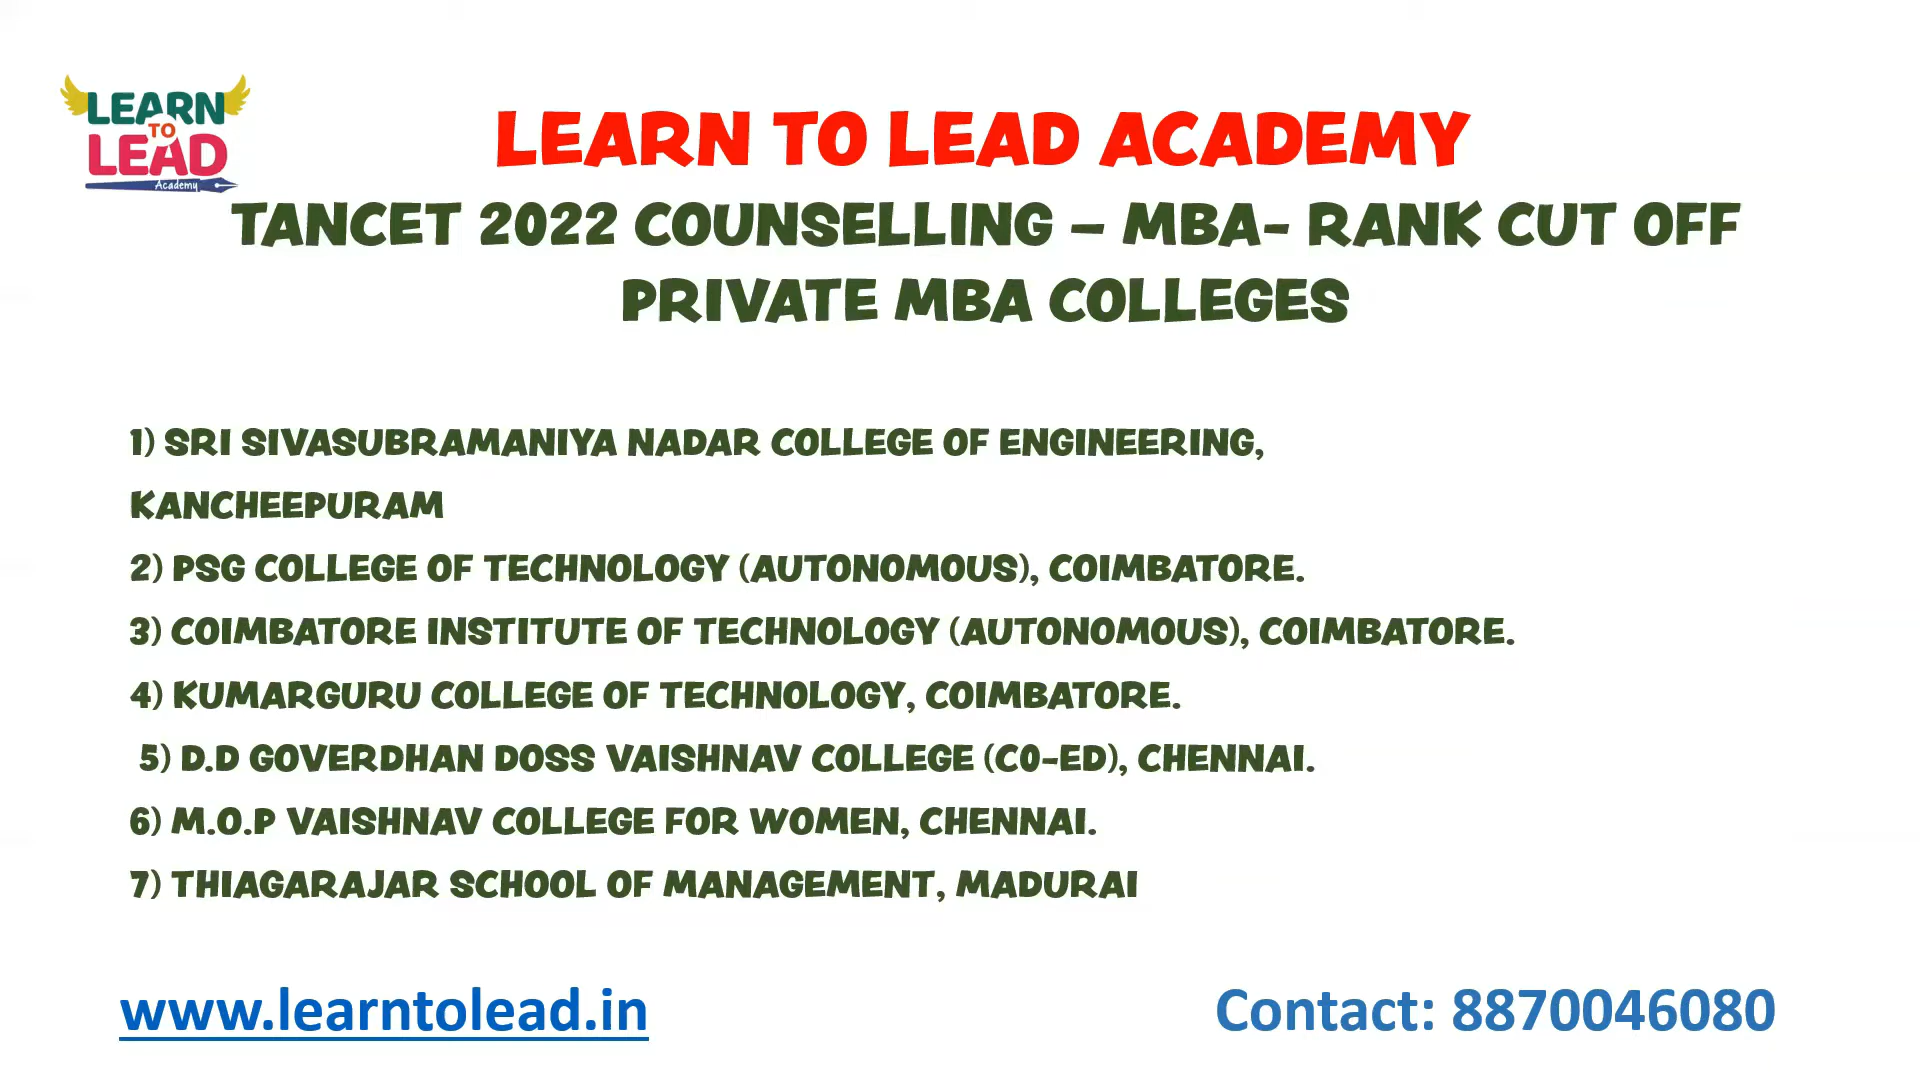 LEARN
TO
LEAD
Academy
LEARN TO LEAD ACADEMY
TANCET 2022 COUNSELLING – MBA- RANK CUT OFF
PRIVATE MBA COLLEGES
1) SRI SIVASUBRAMANIYA NADAR COLLEGE OF ENGINEERING,
KANCHEEPURAM
2) PSG COLLEGE OF TECHNOLOGY (AUTONOMOUS), COIMBATORE.
3) COIMBATORE INSTITUTE OF TECHNOLOGY (AUTONOMOUS), COIMBATORE.
4) KUMARGURU COLLEGE OF TECHNOLOGY, COIMBATORE.
5) D.D GOVERDHAN DOSS VAISHNAV COLLEGE (C0-ED), CHENNAI.
6) M.O.P VAISHNAV COLLEGE FOR WOMEN, CHENNAI.
7) THIAGARAJAR SCHOOL OF MANAGEMENT, MADURAI
www.learntolead.in
Contact: 8870046080